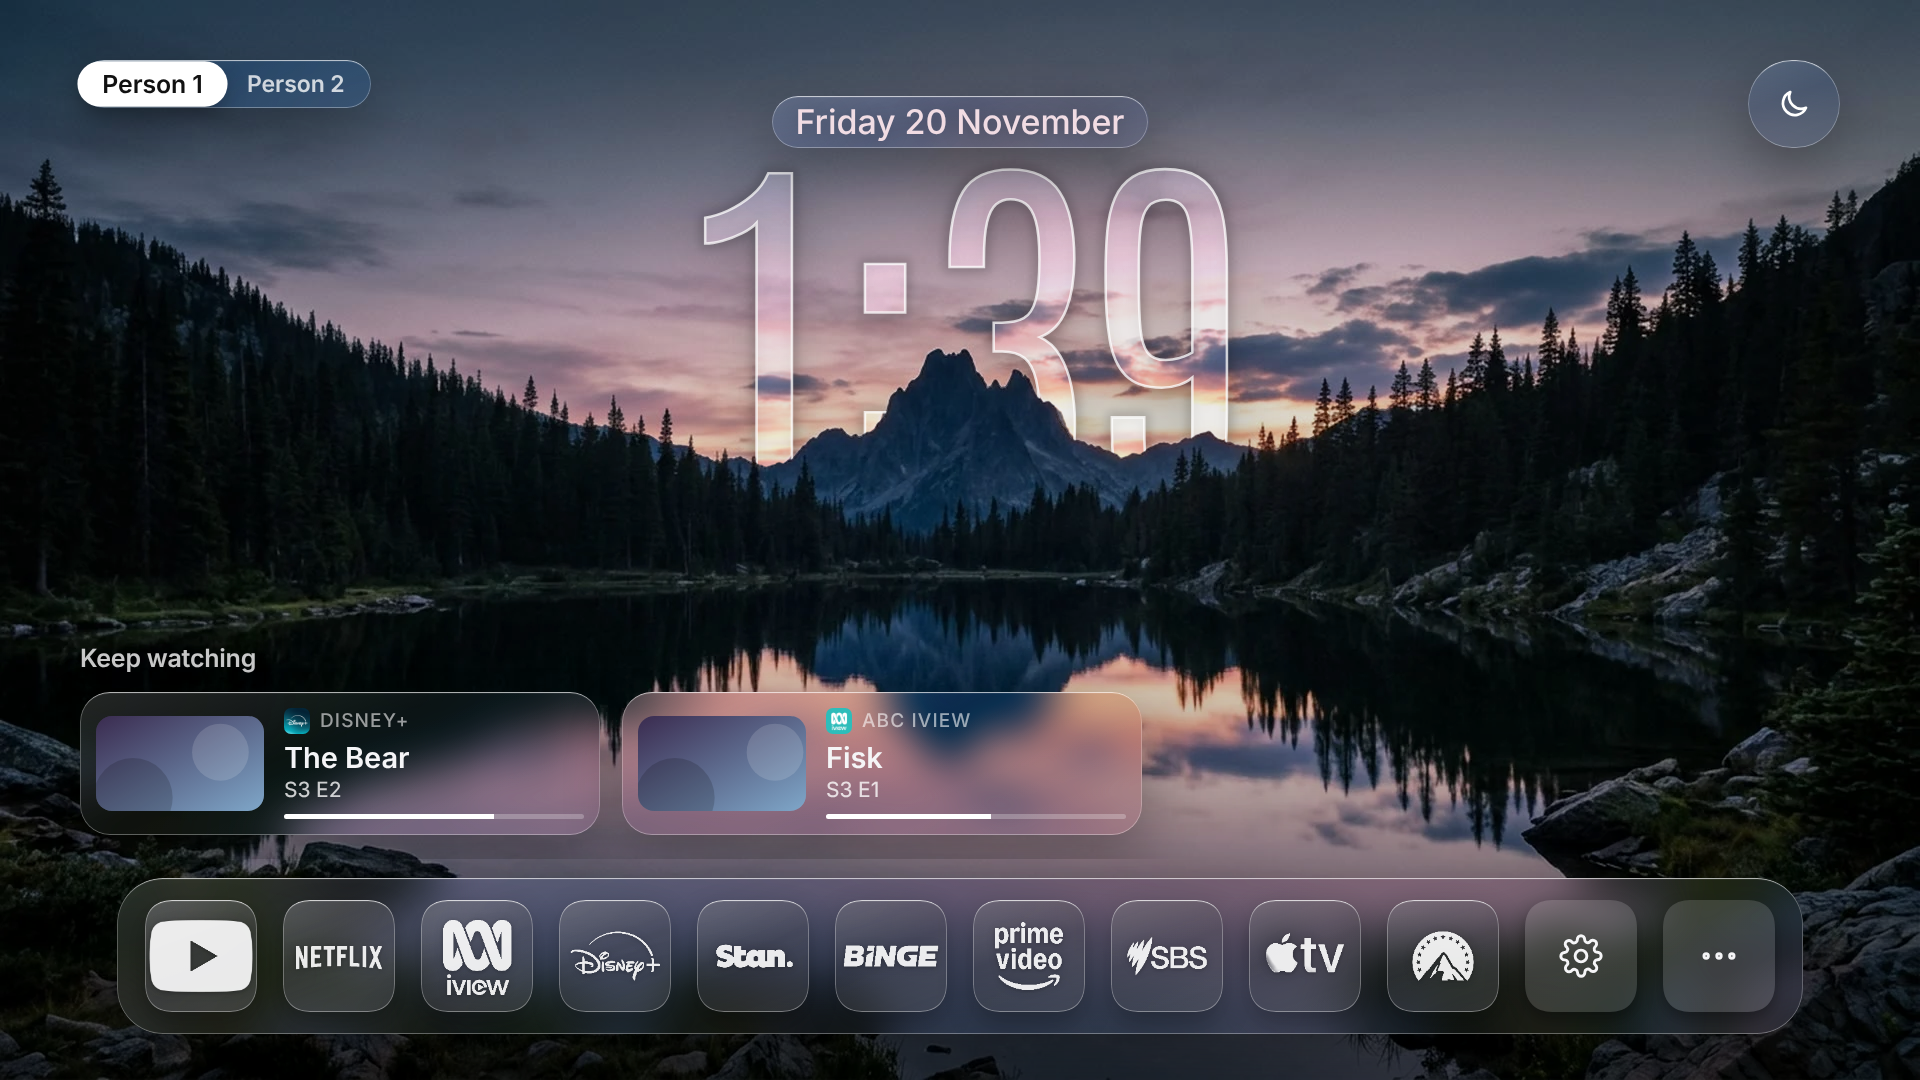 Person 1
Person 2
Friday 20 November
1:39
Keep watching
DISNEY+
The Bear
S3 E2
ABC IVIEW
Fisk
S3 E1
NETFLIX
iview
Disney+
Stan.
BiNGE
prime video
SBS
tv